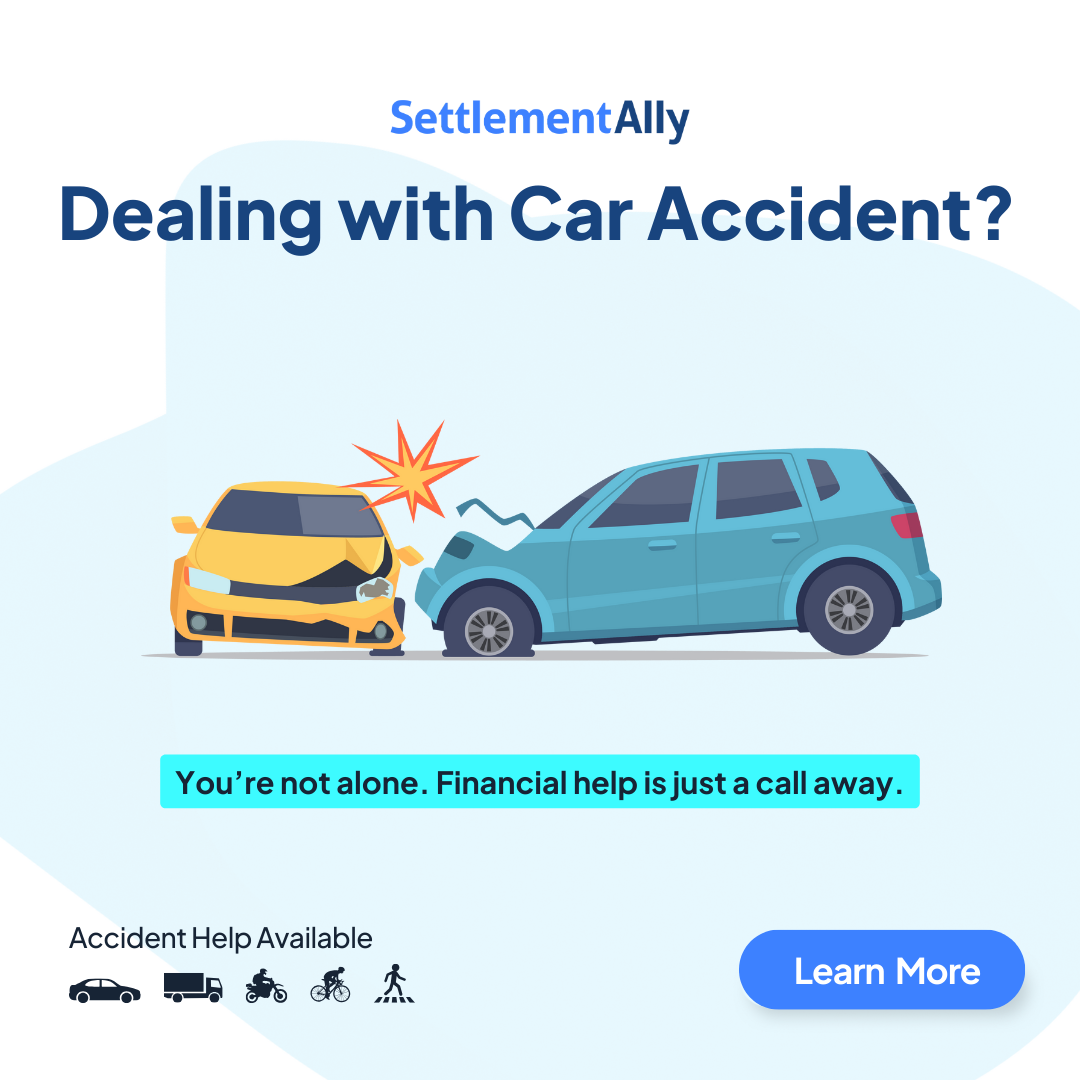 SettlementAlly
Dealing with Car Accident?
You’re not alone. Financial help is just a call away.
Accident Help Available
Learn More